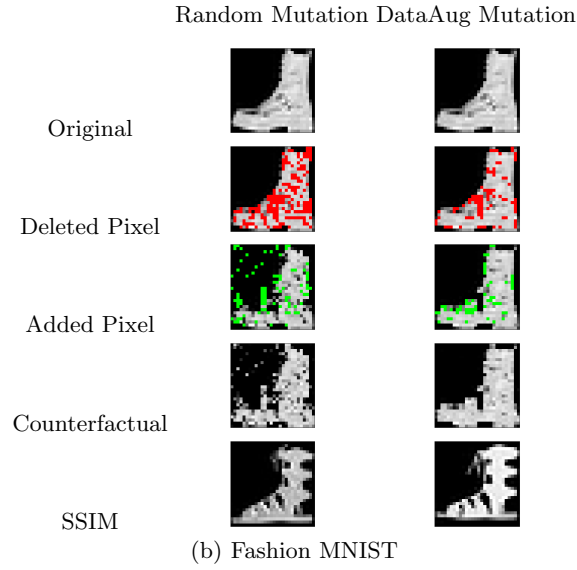 Random Mutation DataAug Mutation
Original
Deleted Pixel
Added Pixel
Counterfactual
SSIM
(b) Fashion MNIST